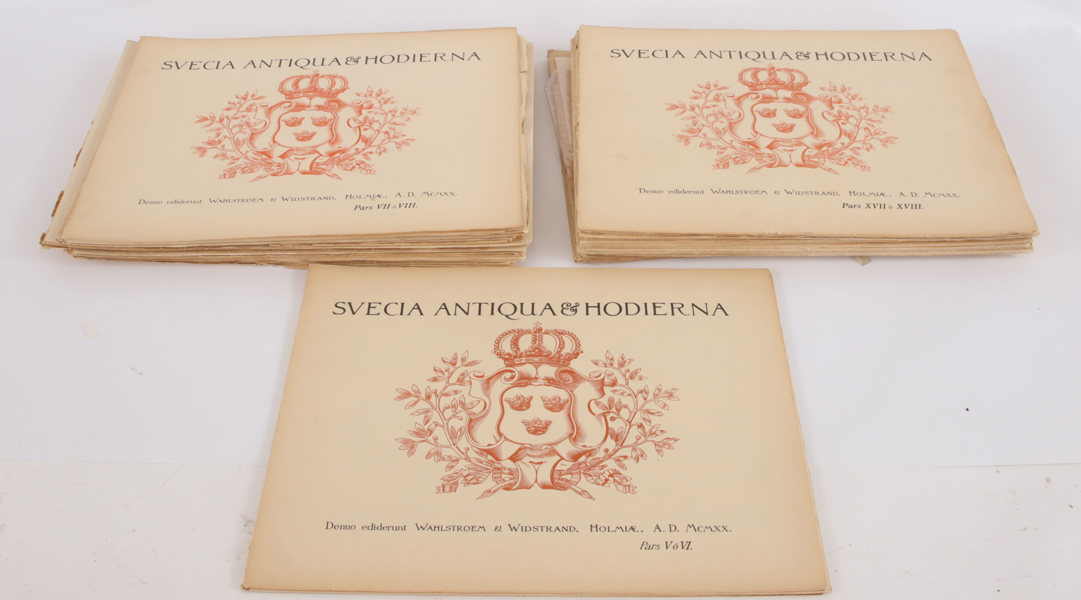 SVECIA ANTIQUA & HODIERNA
Denuo ediderunt WAHLSTROEM & WIDSTRAND, HOLMIÆ, A. D. MCMXX.
Pars VII ö VIII.
SVECIA ANTIQUA & HODIERNA
Denuo ediderunt WAHLSTROEM & WIDSTRAND, HOLMIÆ, A. D. MCMXX.
Pars XVII ö XVIII.
SVECIA ANTIQUA & HODIERNA
Denuo ediderunt WAHLSTROEM & WIDSTRAND, HOLMIÆ, A. D. MCMXX.
Pars V ö VI.